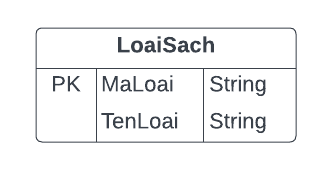 LoaiSach
PK MaLoai String
TenLoai String